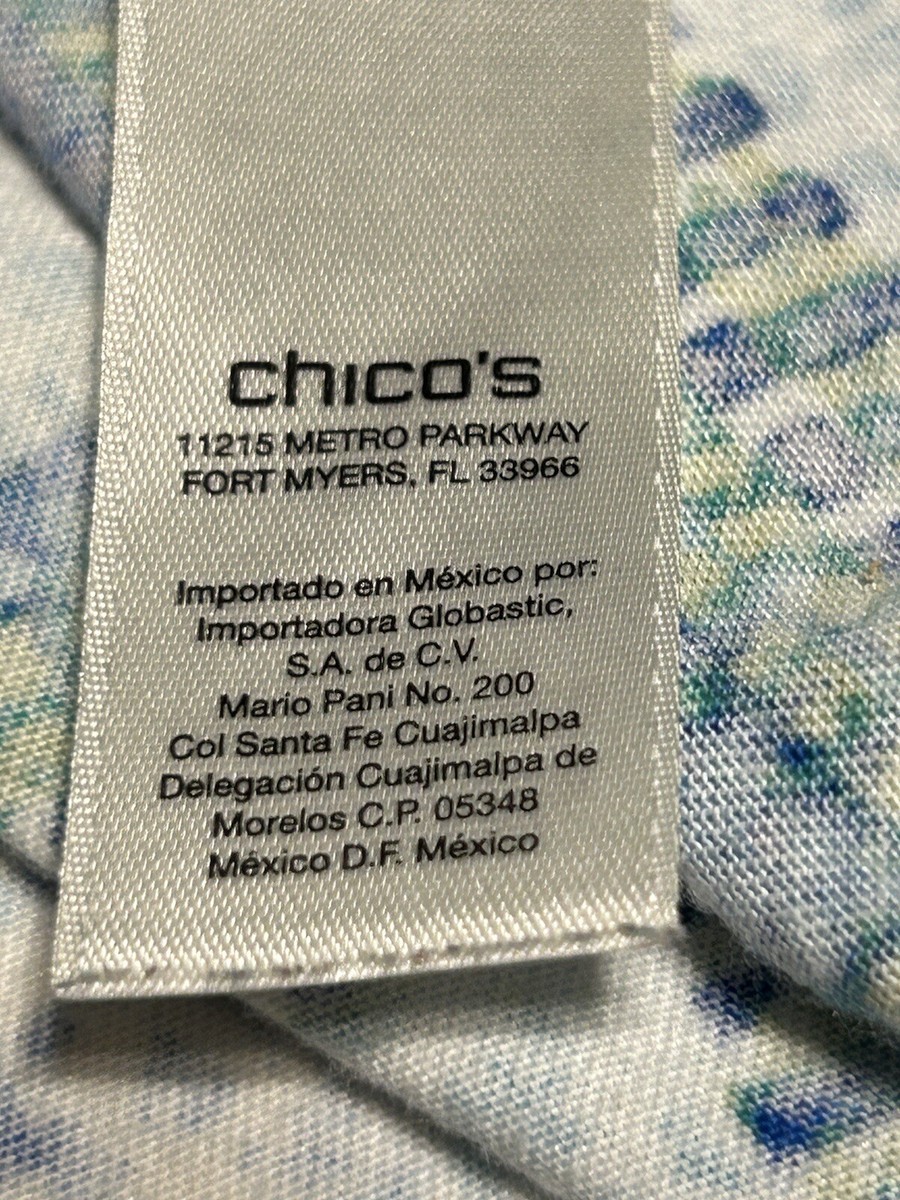 chico's
11215 METRO PARKWAY
FORT MYERS, FL 33966
Importado en México por:
Importadora Globastic,
S.A. de C.V.
Mario Pani No. 200
Col Santa Fe Cuajimalpa
Delegación Cuajimalpa de
Morelos C.P. 05348
México D.F. México